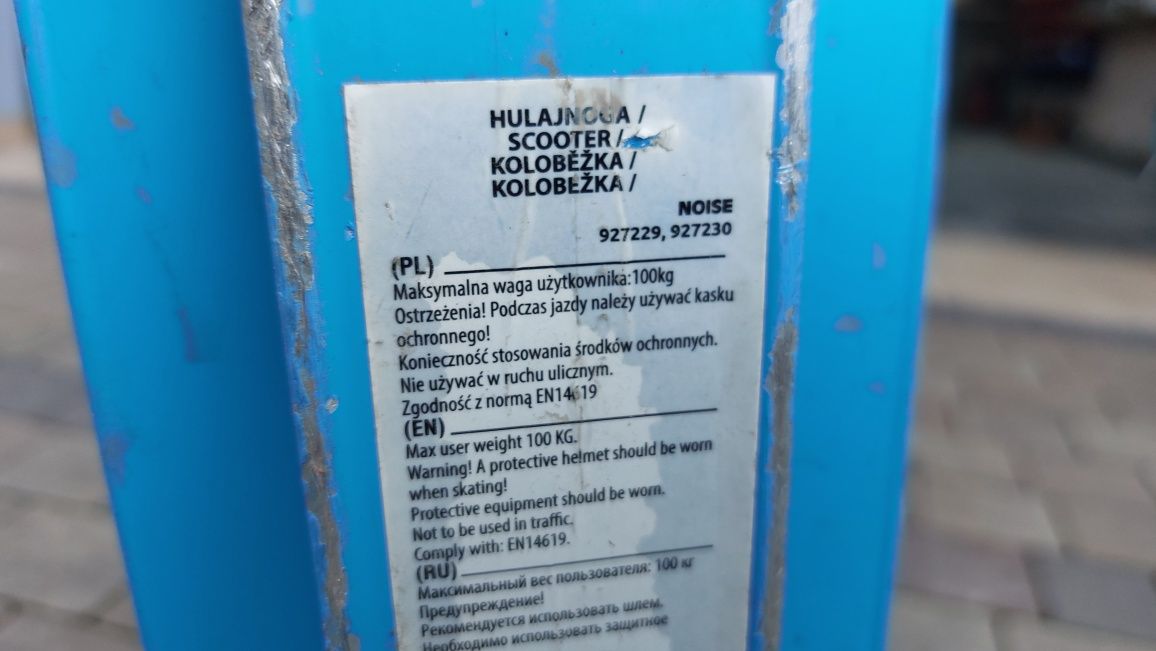 HULAJNOGA /
SCOOTER /
KOLOBĚŽKA /
KOLOBEŽKA /
NOISE
927229, 927230
(PL)
Maksymalna waga użytkownika:100kg
Ostrzeżenia! Podczas jazdy należy używać kasku
ochronnego!
Konieczność stosowania środków ochronnych.
Nie używać w ruchu ulicznym.
Zgodność z normą EN14619
(EN)
Max user weight 100 KG.
Warning! A protective helmet should be worn
when skating!
Protective equipment should be worn.
Not to be used in traffic.
Comply with: EN14619.
(RU)
Максимальный вес пользователя: 100 кг
Предупреждение!
Рекомендуется использовать шлем.
Необходимо использовать защитное